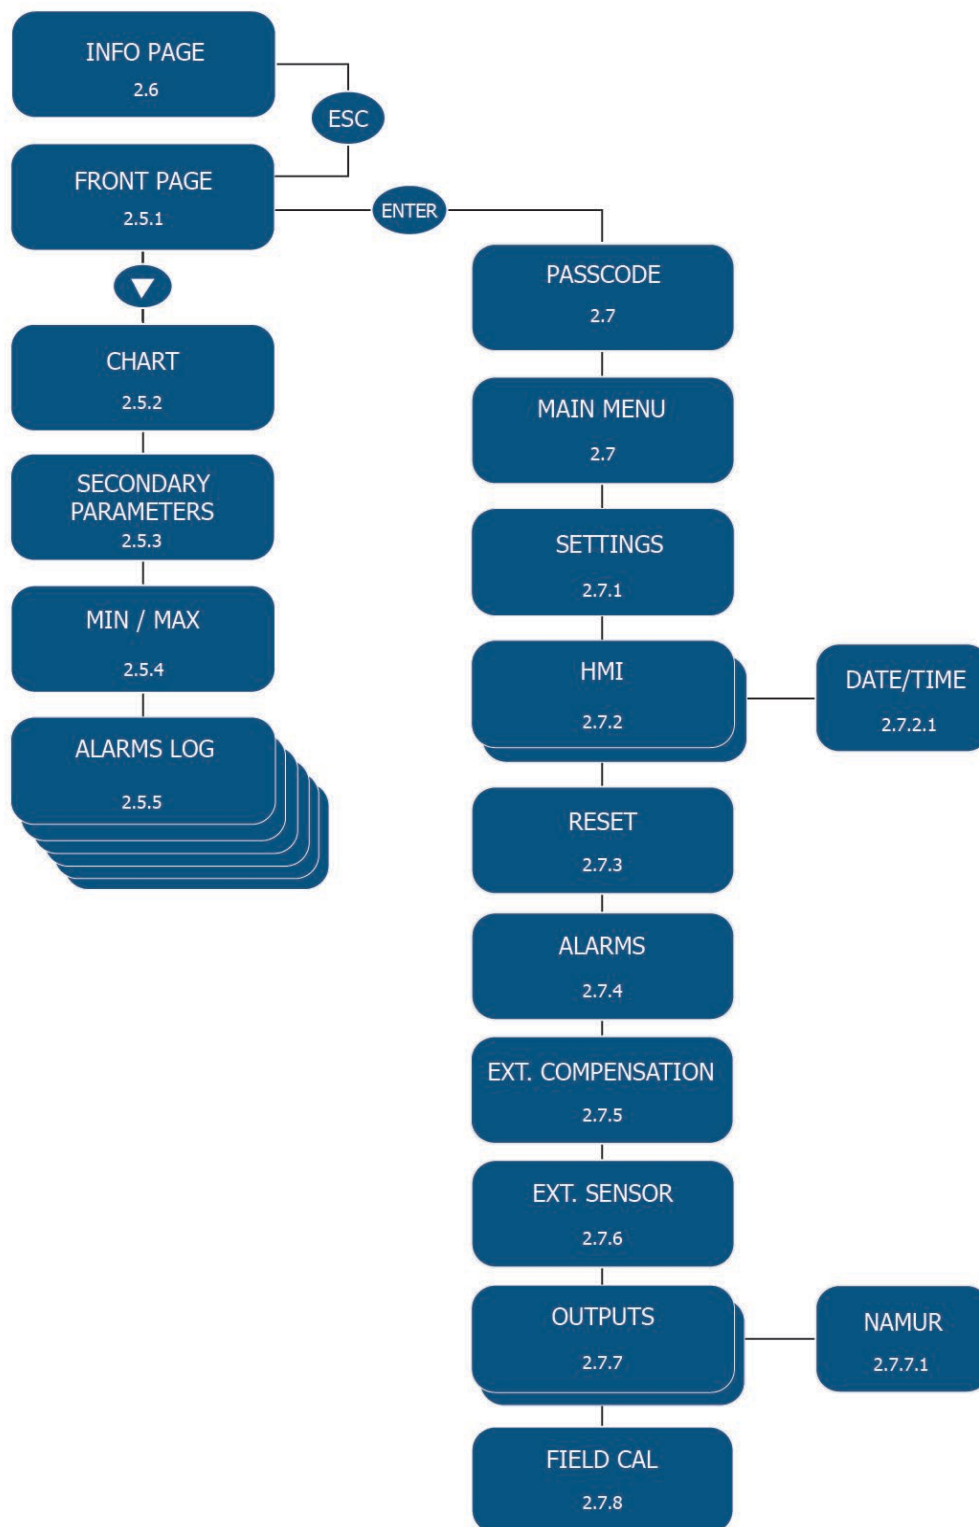 INFO PAGE
2.6
ESC
FRONT PAGE
2.5.1
ENTER
CHART
2.5.2
SECONDARY
PARAMETERS
2.5.3
MIN / MAX
2.5.4
ALARMS LOG
2.5.5
PASSCODE
2.7
MAIN MENU
2.7
SETTINGS
2.7.1
HMI
2.7.2
DATE/TIME
2.7.2.1
RESET
2.7.3
ALARMS
2.7.4
EXT. COMPENSATION
2.7.5
EXT. SENSOR
2.7.6
OUTPUTS
2.7.7
NAMUR
2.7.7.1
FIELD CAL
2.7.8